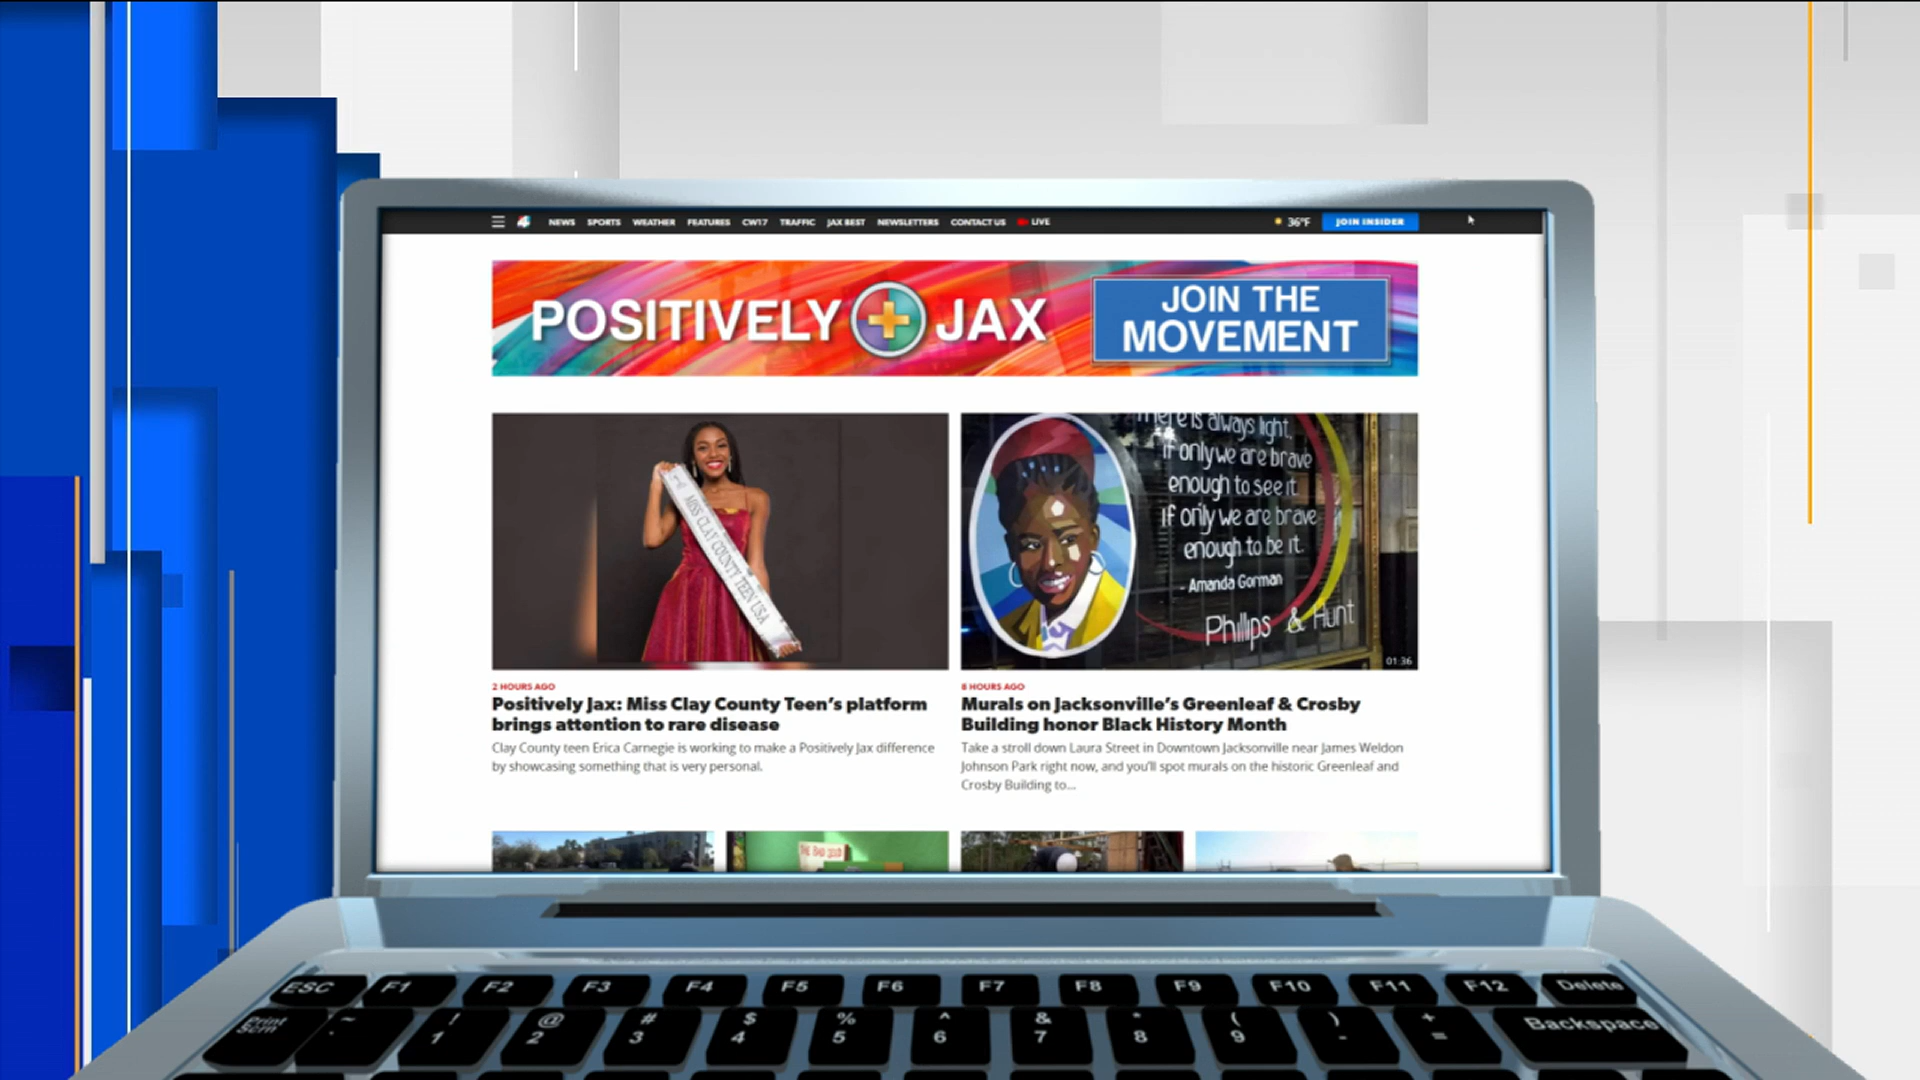 NEWS SPORTS WEATHER FEATURES CW17 TRAFFIC JAX BEST NEWSLETTERS CONTACT US LIVE 36°F JOIN INSIDER
POSITIVELY + JAX
JOIN THE
MOVEMENT
MISS CLAY COUNTY TEEN USA
There is always light,
if only we are brave
enough to see it.
If only we are brave
enough to be it.
- Amanda Gorman
Phillips & Hunt
01:36
2 HOURS AGO
Positively Jax: Miss Clay County Teen's platform
brings attention to rare disease
Clay County teen Erica Carnegie is working to make a Positively Jax difference
by showcasing something that is very personal.
8 HOURS AGO
Murals on Jacksonville's Greenleaf & Crosby
Building honor Black History Month
Take a stroll down Laura Street in Downtown Jacksonville near James Weldon
Johnson Park right now, and you'll spot murals on the historic Greenleaf and
Crosby Building to...
ESC F1 F2 F3 F4 F5 F6 F7 F8 F9 F10 F11 F12 Delete
Print
Scrn
~ ! @ # $ % ^ & * ( ) +
1 2 3 4 5 6 7 8 9 - =
Backspace